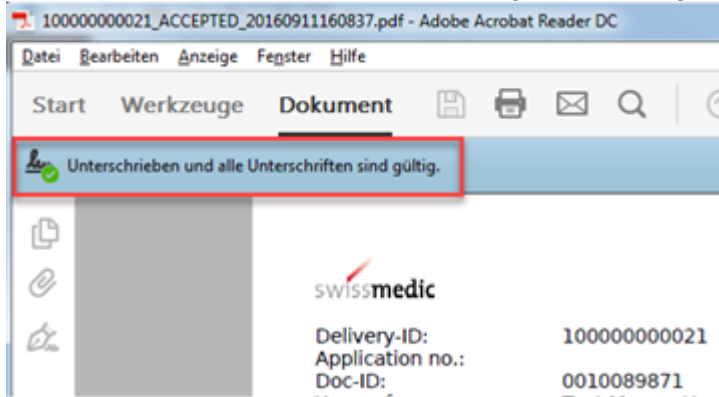 100000000021_ACCEPTED_20160911160837.pdf - Adobe Acrobat Reader DC
Datei Bearbeiten Anzeige Fenster Hilfe
Start Werkzeuge Dokument
Unterschrieben und alle Unterschriften sind gültig.
swissmedic
Delivery-ID: 100000000021
Application no.:
Doc-ID: 0010089871